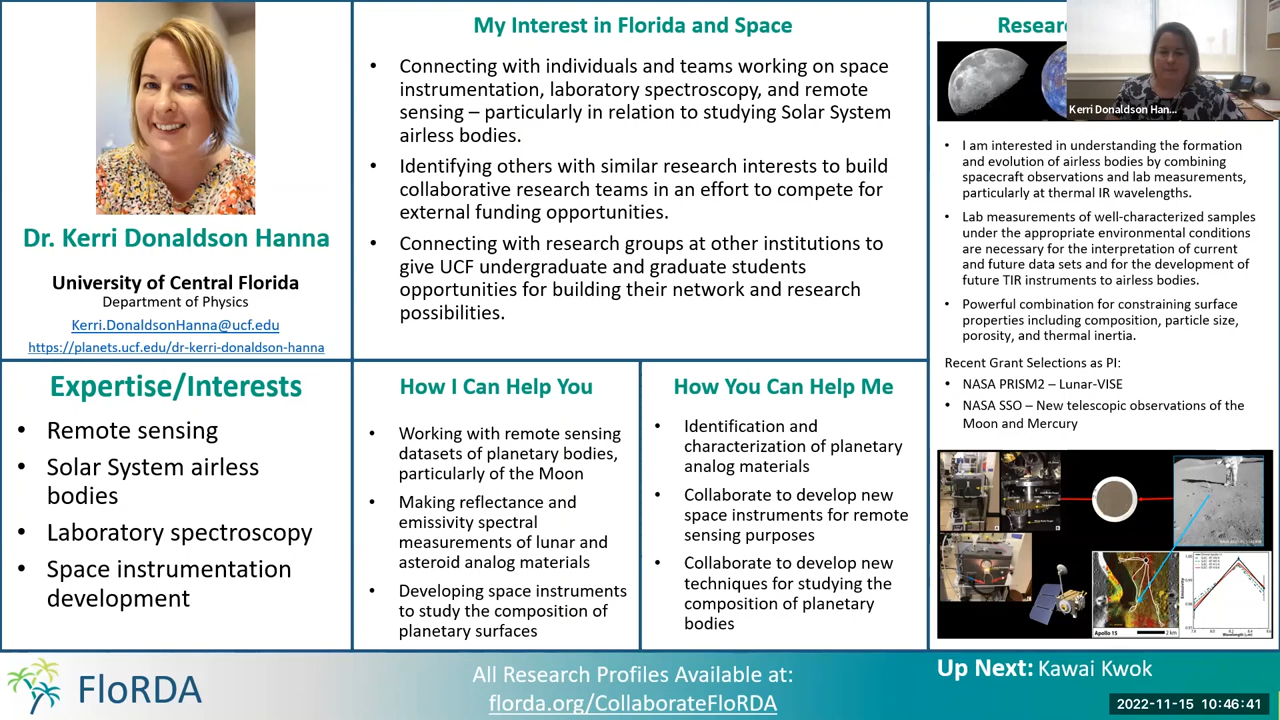 Dr. Kerri Donaldson Hanna
University of Central Florida
Department of Physics
Kerri.DonaldsonHanna@ucf.edu
https://planets.ucf.edu/dr-kerri-donaldson-hanna
Expertise/Interests
• Remote sensing
• Solar System airless
bodies
• Laboratory spectroscopy
• Space instrumentation
development
My Interest in Florida and Space
• Connecting with individuals and teams working on space
instrumentation, laboratory spectroscopy, and remote
sensing – particularly in relation to studying Solar System
airless bodies.
• Identifying others with similar research interests to build
collaborative research teams in an effort to compete for
external funding opportunities.
• Connecting with research groups at other institutions to
give UCF undergraduate and graduate students
opportunities for building their network and research
possibilities.
How I Can Help You
• Working with remote sensing
datasets of planetary bodies,
particularly of the Moon
• Making reflectance and
emissivity spectral
measurements of lunar and
asteroid analog materials
• Developing space instruments
to study the composition of
planetary surfaces
How You Can Help Me
• Identification and
characterization of planetary
analog materials
• Collaborate to develop new
space instruments for remote
sensing purposes
• Collaborate to develop new
techniques for studying the
composition of planetary
bodies
Kerri Donaldson Han...
• I am interested in understanding the formation
and evolution of airless bodies by combining
spacecraft observations and lab measurements,
particularly at thermal IR wavelengths.
• Lab measurements of well-characterized samples
under the appropriate environmental conditions
are necessary for the interpretation of current
and future data sets and for the development of
future TIR instruments to airless bodies.
• Powerful combination for constraining surface
properties including composition, particle size,
porosity, and thermal inertia.
Recent Grant Selections as PI:
• NASA PRISM2 – Lunar-VISE
• NASA SSO – New telescopic observations of the
Moon and Mercury
Apollo 15
2 km
FloRDA
All Research Profiles Available at:
florda.org/CollaborateFloRDA
Up Next: Kawai Kwok
2022-11-15 10:46:41